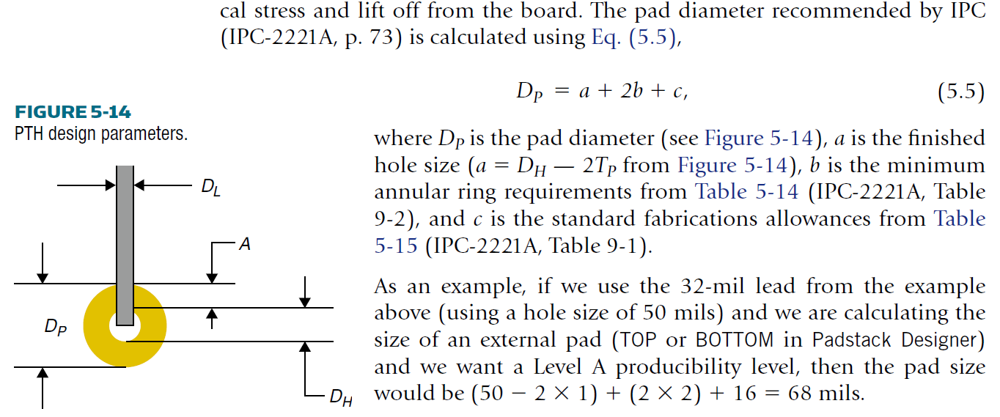 cal stress and lift off from the board. The pad diameter recommended by IPC
(IPC-2221A, p. 73) is calculated using Eq. (5.5),
D_P = a + 2b + c, (5.5)
FIGURE 5-14
PTH design parameters.
D_L
A
D_P
D_H
where D_P is the pad diameter (see Figure 5-14), a is the finished
hole size (a = D_H — 2T_P from Figure 5-14), b is the minimum
annular ring requirements from Table 5-14 (IPC-2221A, Table
9-2), and c is the standard fabrications allowances from Table
5-15 (IPC-2221A, Table 9-1).
As an example, if we use the 32-mil lead from the example
above (using a hole size of 50 mils) and we are calculating the
size of an external pad (TOP or BOTTOM in Padstack Designer)
and we want a Level A producibility level, then the pad size
would be (50 − 2 × 1) + (2 × 2) + 16 = 68 mils.